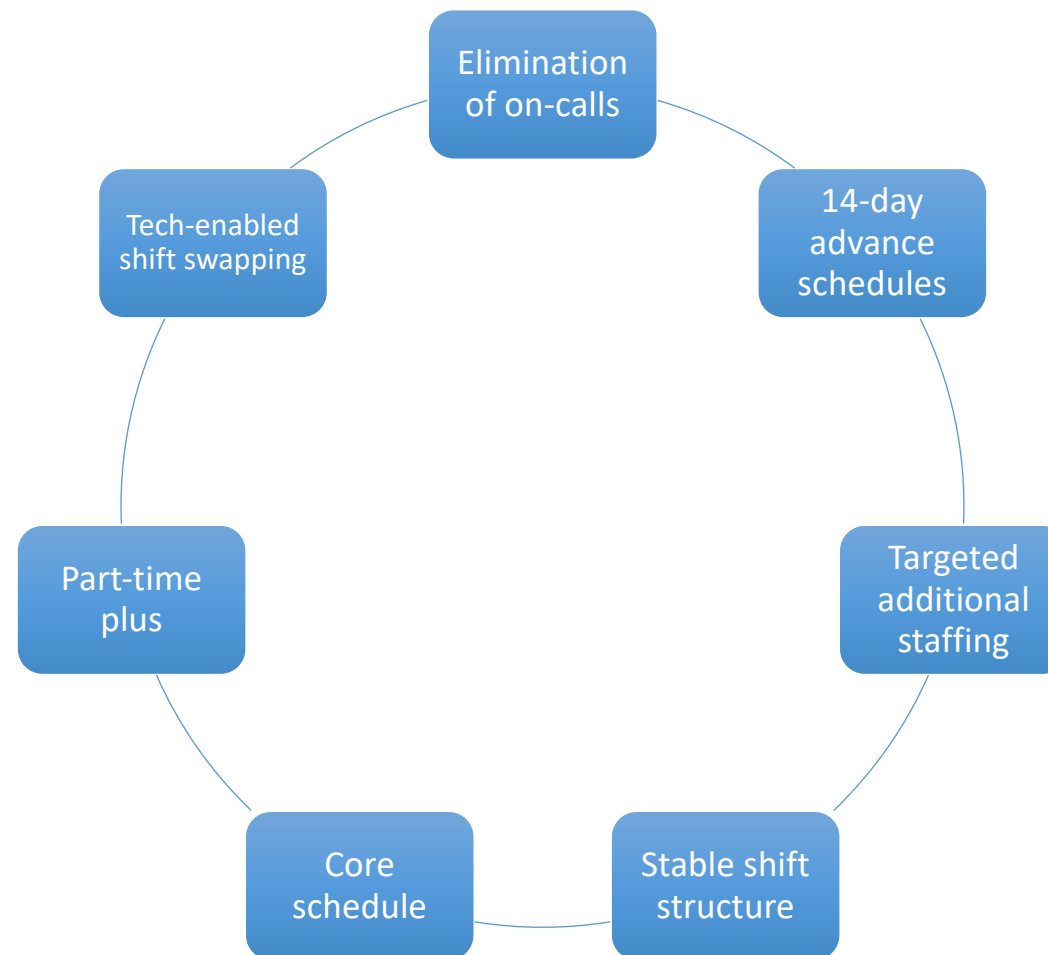 Elimination
of on-calls
14-day
advance
schedules
Targeted
additional
staffing
Stable shift
structure
Core
schedule
Part-time
plus
Tech-enabled
shift swapping